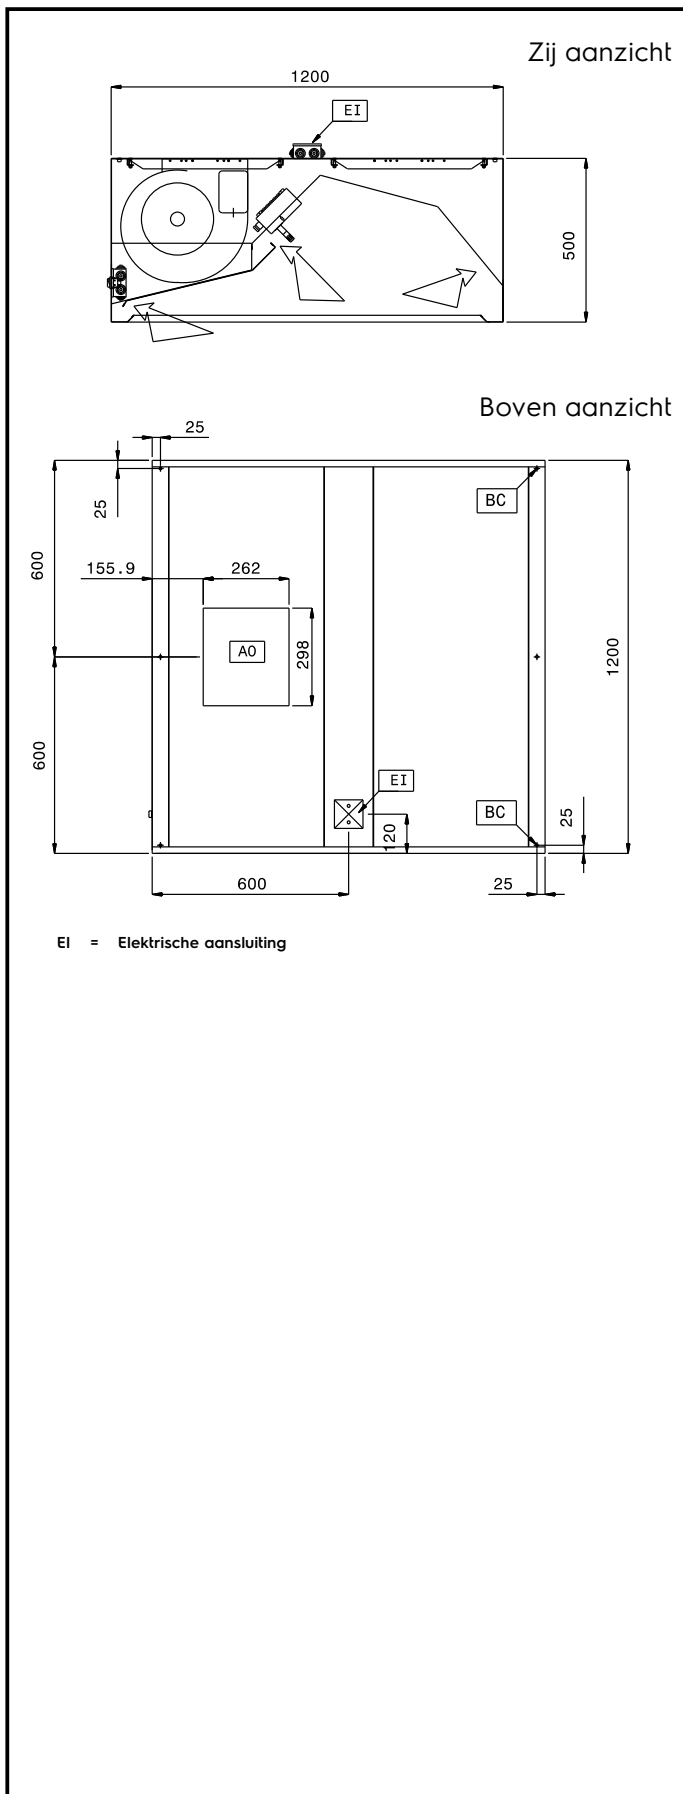 Zij aanzicht
1200
EI
500
Boven aanzicht
25
25
BC
600
155.9
262
A0
298
1200
600
EI
BC
25
120
600
25
EI = Elektrische aansluiting